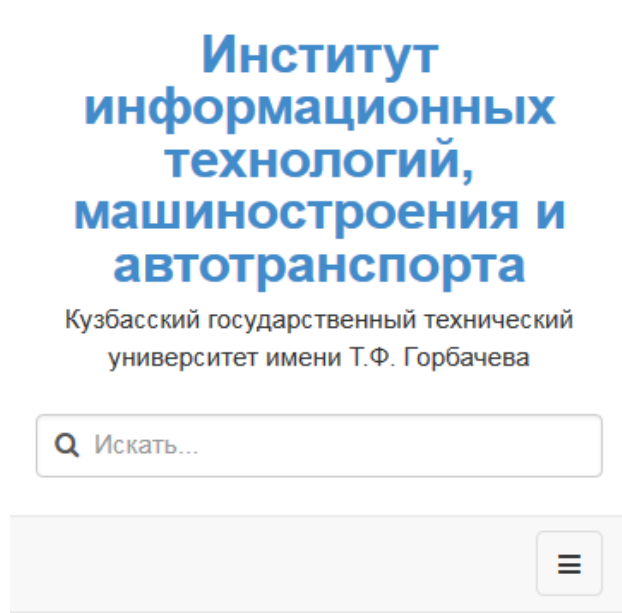 Институт
информационных
технологий,
машиностроения и
автотранспорта
Кузбасский государственный технический
университет имени Т.Ф. Горбачева
Искать...